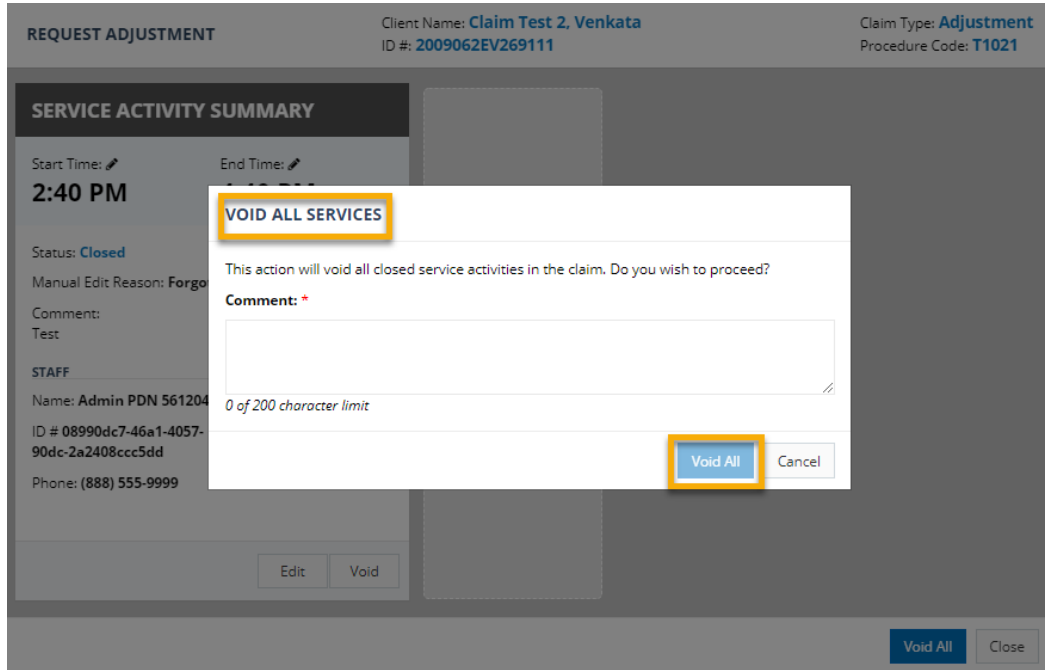 REQUEST ADJUSTMENT
Client Name: Claim Test 2, Venkata
ID #: 2009062EV269111
Claim Type: Adjustment
Procedure Code: T1021
SERVICE ACTIVITY SUMMARY
Start Time:
End Time:
2:40 PM
VOID ALL SERVICES
This action will void all closed service activities in the claim. Do you wish to proceed?
Comment: *
0 of 200 character limit
Void All
Cancel
Status: Closed
Manual Edit Reason:
Comment:
Test
STAFF
Name: Admin PDN 561204
ID # 08990dc7-46a1-4057-
90dc-2a2408ccc5dd
Phone: (888) 555-9999
Edit
Void
Void All
Close